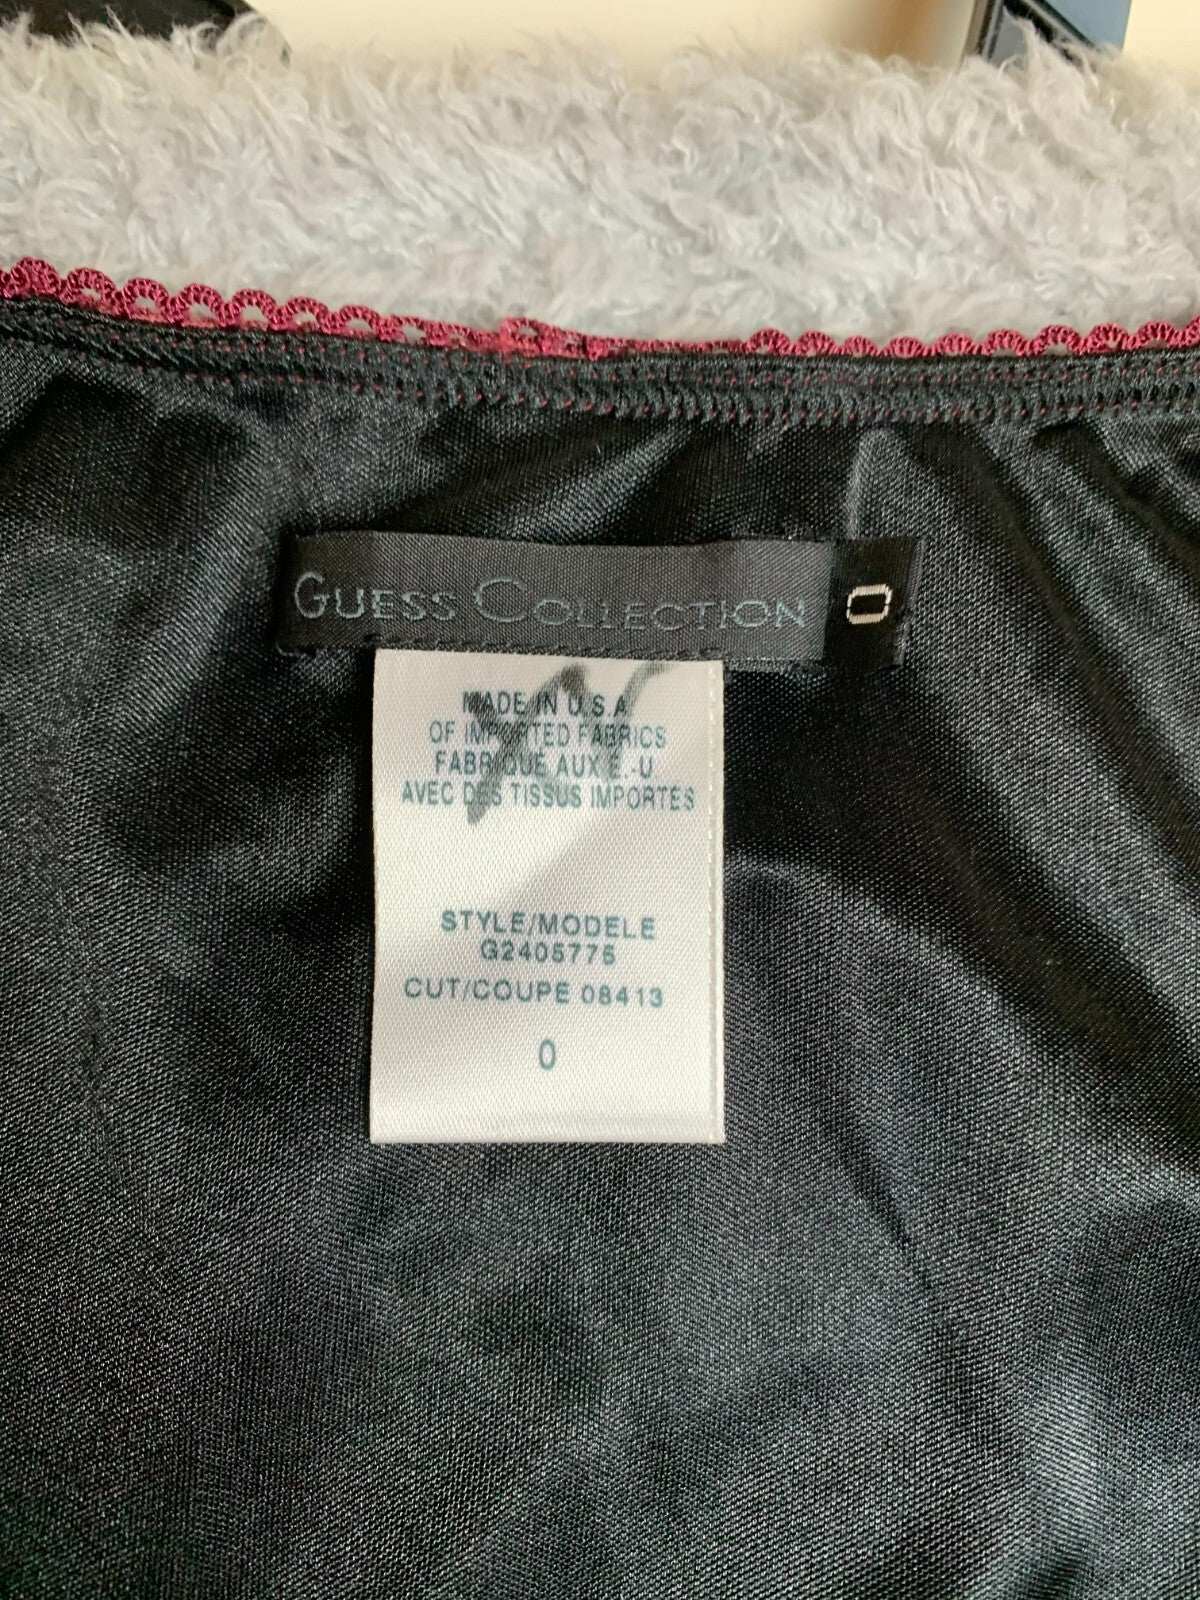 GUESS COLLECTION 0
MADE IN U.S.A.
OF IMPORTED FABRICS
FABRIQUE AUX É.-U.
AVEC DES TISSUS IMPORTÉS
STYLE/MODELE
G2405775
CUT/COUPE 08413
0